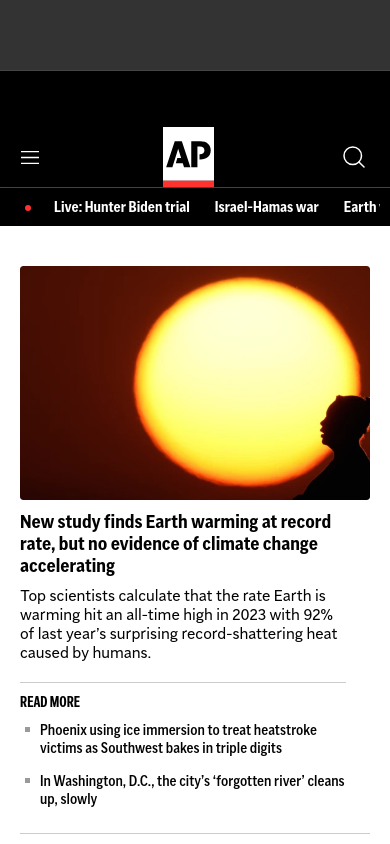 AP
Live: Hunter Biden trial
Israel-Hamas war
Earth
New study finds Earth warming at record
rate, but no evidence of climate change
accelerating
Top scientists calculate that the rate Earth is
warming hit an all-time high in 2023 with 92%
of last year’s surprising record-shattering heat
caused by humans.
READ MORE
Phoenix using ice immersion to treat heatstroke
victims as Southwest bakes in triple digits
In Washington, D.C., the city’s ‘forgotten river’ cleans
up, slowly